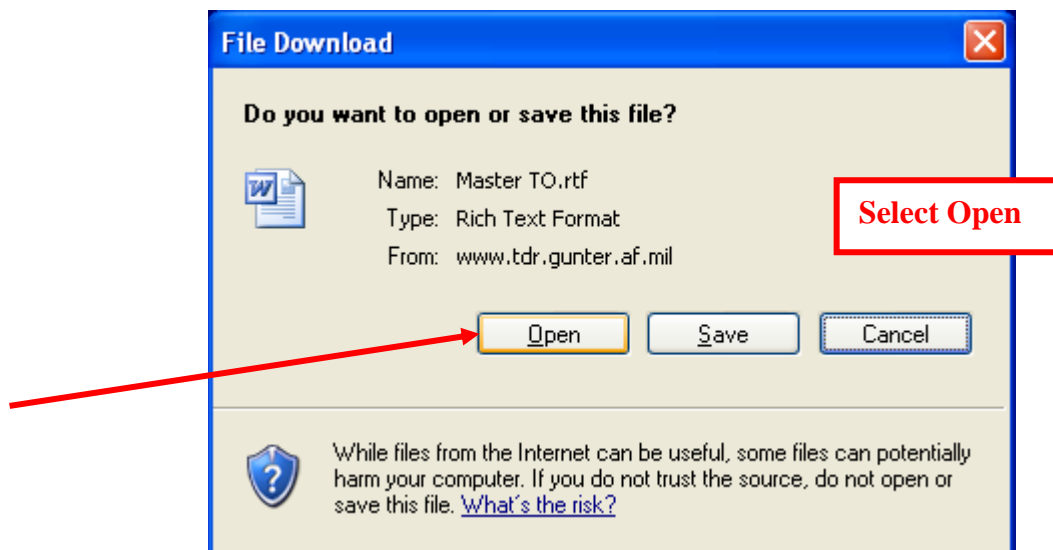 File Download
Do you want to open or save this file?
Name: Master TO.rtf
Type: Rich Text Format
From: www.tdr.gunter.af.mil
Select Open
Open Save Cancel
While files from the Internet can be useful, some files can potentially
harm your computer. If you do not trust the source, do not open or
save this file. What's the risk?